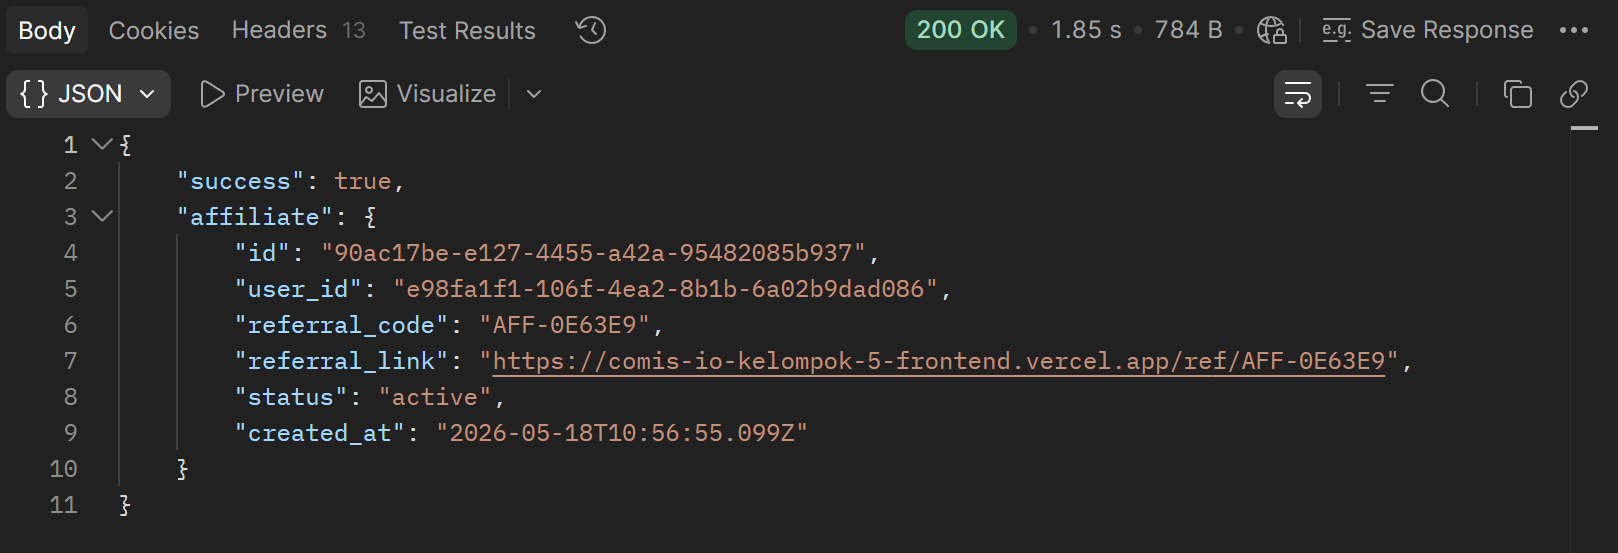 Body Cookies Headers 13 Test Results 200 OK • 1.85 s • 784 B • e.g. Save Response
{} JSON Preview Visualize
1 {
2 "success": true,
3 "affiliate": {
4 "id": "90ac17be-e127-4455-a42a-95482085b937",
5 "user_id": "e98fa1f1-106f-4ea2-8b1b-6a02b9dad086",
6 "referral_code": "AFF-0E63E9",
7 "referral_link": "https://comis-io-kelompok-5-frontend.vercel.app/ref/AFF-0E63E9",
8 "status": "active",
9 "created_at": "2026-05-18T10:56:55.099Z"
10 }
11 }